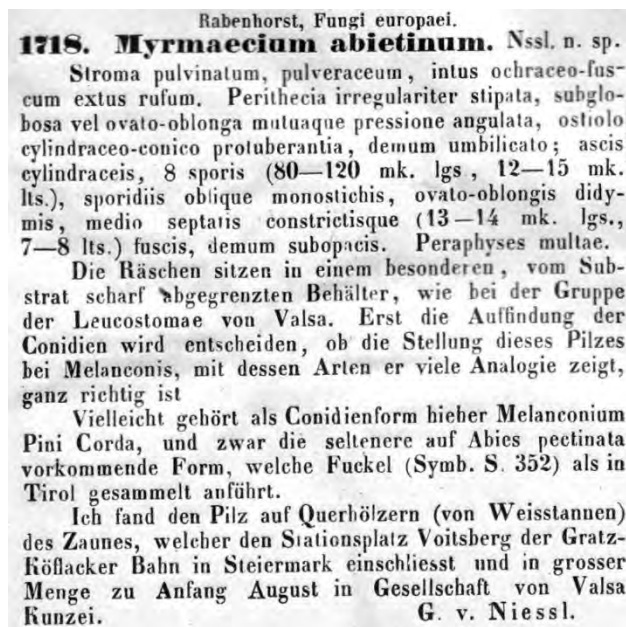 Rabenhorst, Fungi europaei.
1718. Myrmaecium abietinum. Nssl. n. sp.
Stroma pulvinatum, pulveraceum, intus ochraceo-fus-
cum extus rufum. Perithecia irregulariter stipata, subglo-
bosa vel ovato-oblonga mutuaque pressione angulata, ostiolo
cylindraceo-conico protuberantia, demum umbilicato; ascis
cylindraceis, 8 sporis (80—120 mk. lgs, 12—15 mk.
lts.), sporidiis oblique monostichis, ovato-oblongis didy-
mis, medio septatis constrictisque (13—14 mk. lgs.,
7—8 lts.) fuscis, demum subopacis. Peraphyses multae.
Die Räschen sitzen in einem besonderen, vom Sub-
strat scharf abgegrenzten Behälter, wie bei der Gruppe
der Leucostomae von Valsa. Erst die Auffindung der
Conidien wird entscheiden, ob die Stellung dieses Pilzes
bei Melanconis, mit dessen Arten er viele Analogie zeigt,
ganz richtig ist
Vielleicht gehört als Conidienform hieher Melanconium
Pini Corda, und zwar die seltenere auf Abies pectinata
vorkommende Form, welche Fuckel (Symb. S. 352) als in
Tirol gesammelt anführt.
Ich fand den Pilz auf Querhölzern (von Weisstannen)
des Zaunes, welcher den Stationsplatz Voitsberg der Gratz-
Köflacker Bahn in Steiermark einschliesst und in grosser
Menge zu Anfang August in Gesellschaft von Valsa
Kunzei. G. v. Niessl.